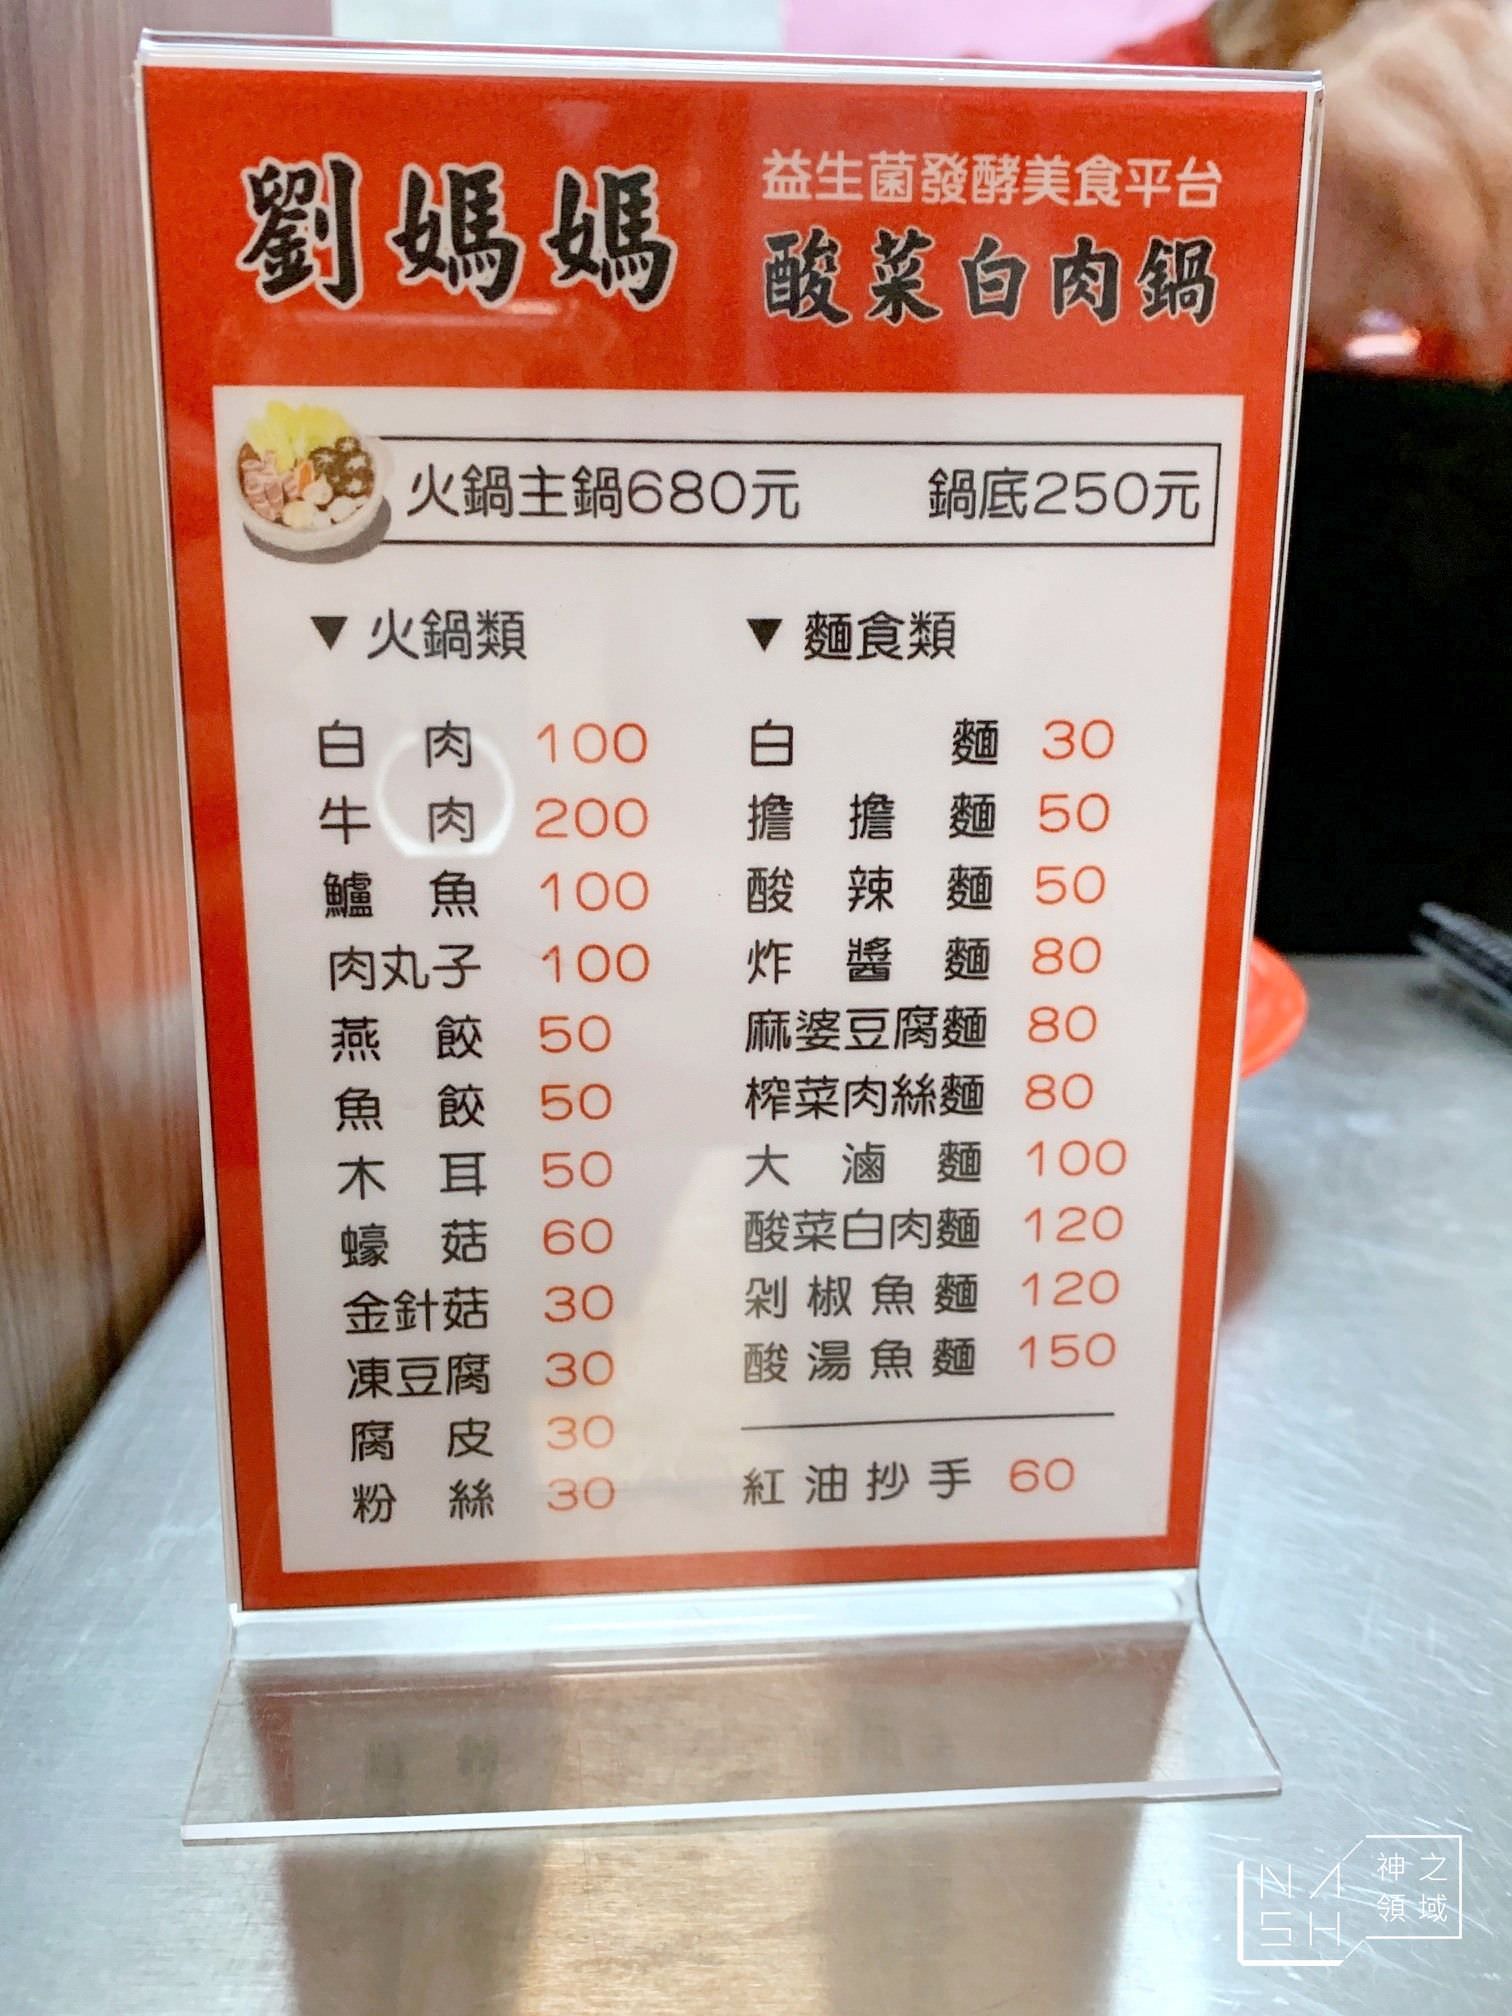 劉媽媽
益生菌發酵美食平台
酸菜白肉鍋
火鍋主鍋680元 鍋底250元
▼火鍋類
白肉 100
牛肉 200
鱸魚 100
肉丸子 100
燕餃 50
魚餃 50
木耳 50
蠔菇 60
金針菇 30
凍豆腐 30
腐皮 30
粉絲 30
▼麵食類
白麵 30
擔擔麵 50
酸辣麵 50
炸醬麵 80
麻婆豆腐麵 80
榨菜肉絲麵 80
大滷麵 100
酸菜白肉麵 120
剁椒魚麵 120
酸湯魚麵 150
紅油抄手 60
NASH
神之
領域